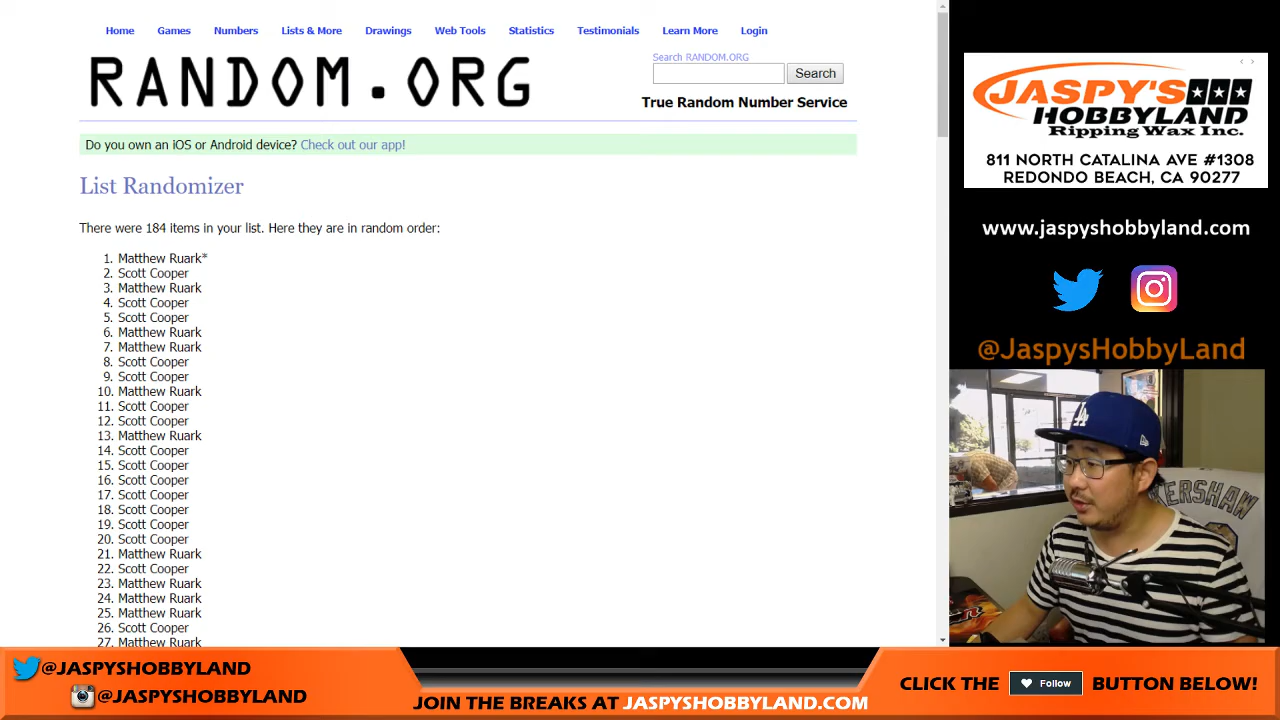 Home Games Numbers Lists & More Drawings Web Tools Statistics Testimonials Learn More Login
RANDOM.ORG
Search RANDOM.ORG
Search
True Random Number Service
Do you own an iOS or Android device? Check out our app!
List Randomizer
There were 184 items in your list. Here they are in random order:
1. Matthew Ruark*
2. Scott Cooper
3. Matthew Ruark
4. Scott Cooper
5. Scott Cooper
6. Matthew Ruark
7. Matthew Ruark
8. Scott Cooper
9. Scott Cooper
10. Matthew Ruark
11. Scott Cooper
12. Scott Cooper
13. Matthew Ruark
14. Scott Cooper
15. Scott Cooper
16. Scott Cooper
17. Scott Cooper
18. Scott Cooper
19. Scott Cooper
20. Scott Cooper
21. Matthew Ruark
22. Scott Cooper
23. Matthew Ruark
24. Matthew Ruark
25. Matthew Ruark
26. Scott Cooper
27. Matthew Ruark
JASPY'S
HOBBYLAND
Ripping Wax Inc.
811 NORTH CATALINA AVE #1308
REDONDO BEACH, CA 90277
www.jaspyshobbyland.com
@JaspysHobbyLand
LA
KERSHAW
@JASPYSHOBBYLAND
@JASPYSHOBBYLAND
JOIN THE BREAKS AT JASPYSHOBBYLAND.COM
CLICK THE Follow BUTTON BELOW!